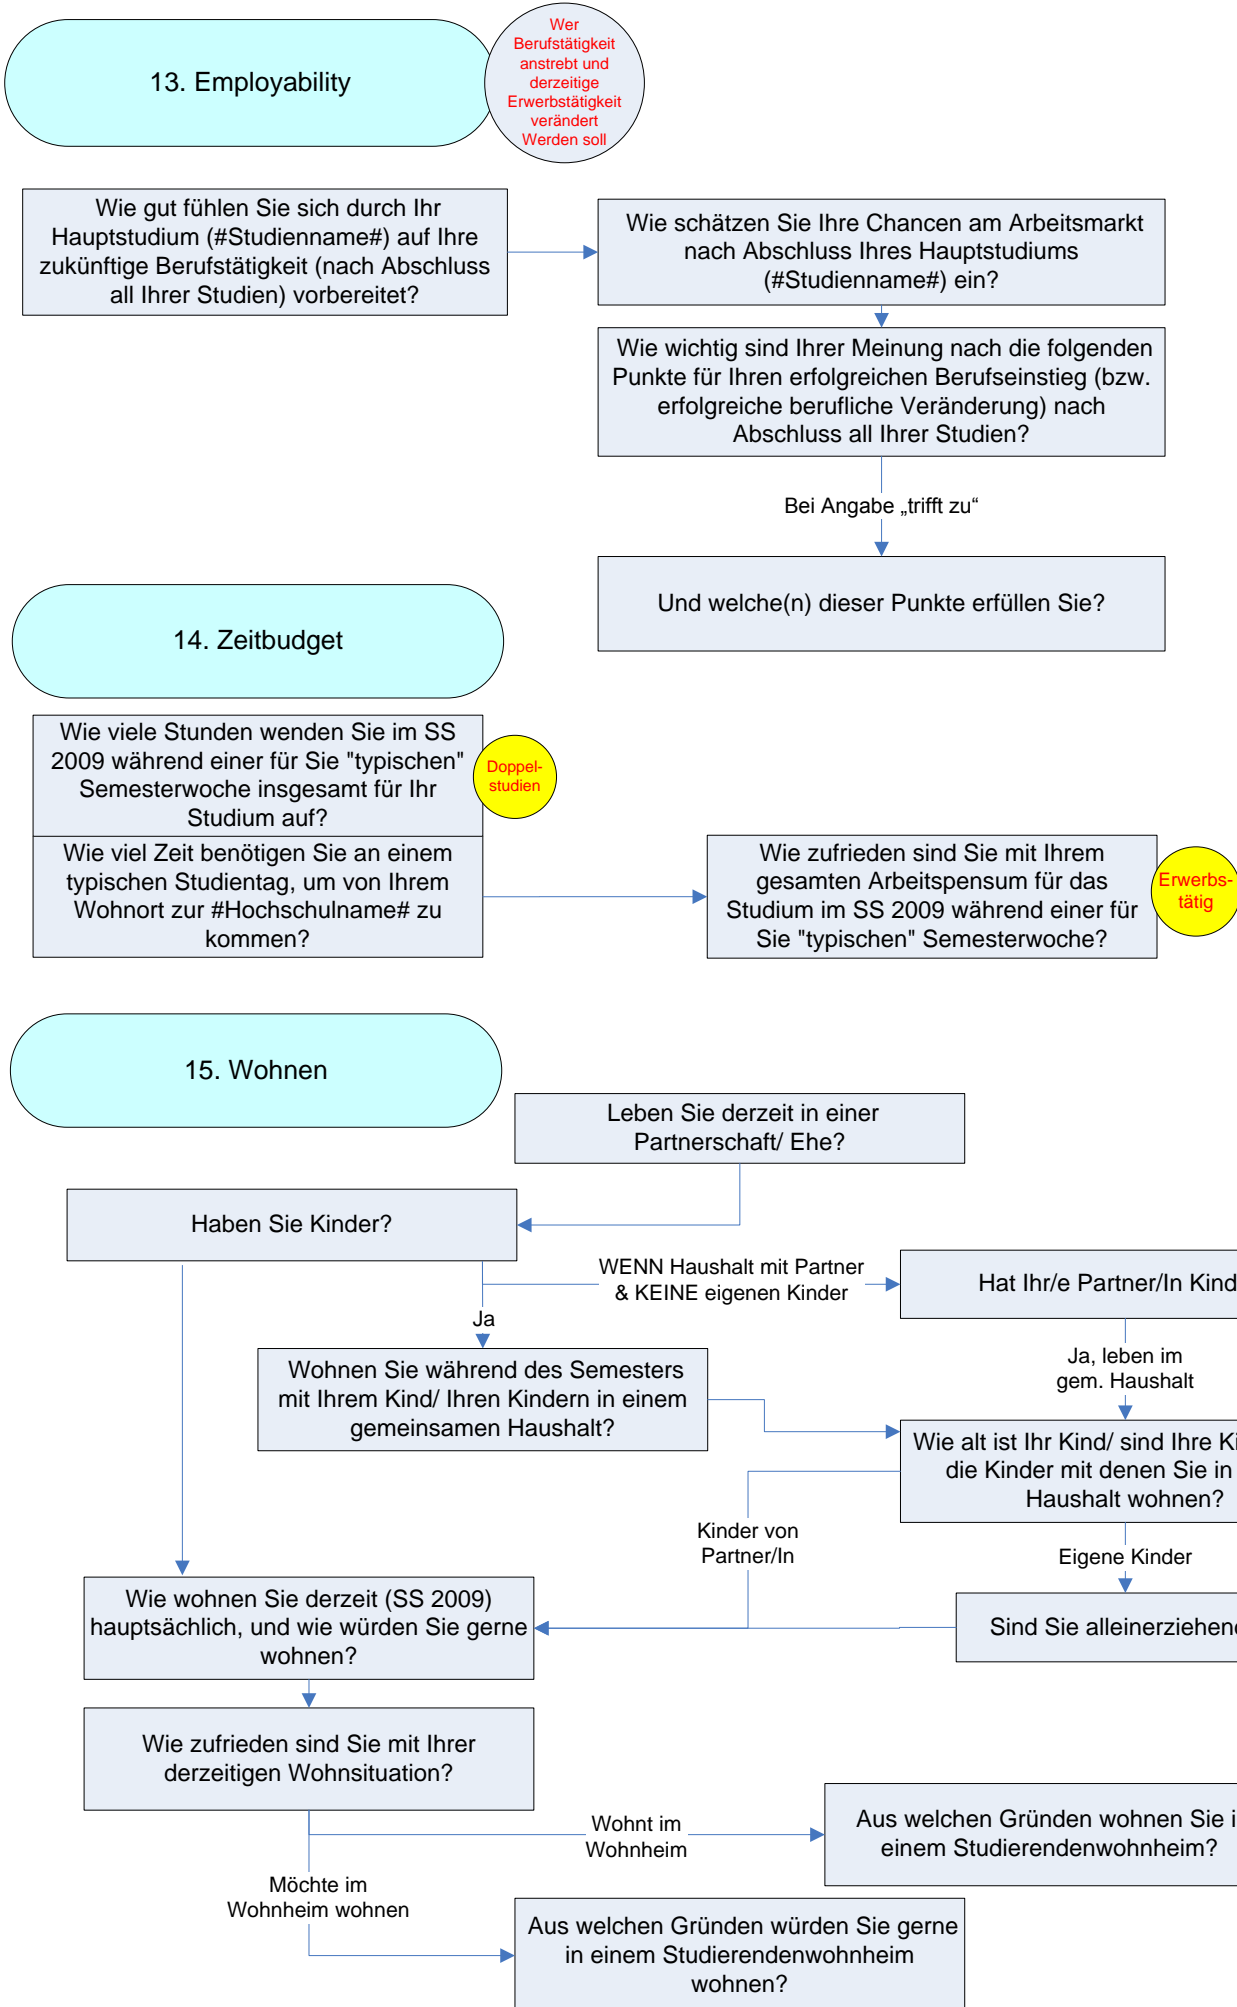 13. Employability
Wer
Berufstätigkeit
anstrebt und
derzeitige
Erwerbstätigkeit
verändert
Werden soll
Wie gut fühlen Sie sich durch Ihr
Hauptstudium (#Studienname#) auf Ihre
zukünftige Berufstätigkeit (nach Abschluss
all Ihrer Studien) vorbereitet?
Wie schätzen Sie Ihre Chancen am Arbeitsmarkt
nach Abschluss Ihres Hauptstudiums
(#Studienname#) ein?
Wie wichtig sind Ihrer Meinung nach die folgenden
Punkte für Ihren erfolgreichen Berufseinstieg (bzw.
erfolgreiche berufliche Veränderung) nach
Abschluss all Ihrer Studien?
Bei Angabe „trifft zu“
Und welche(n) dieser Punkte erfüllen Sie?
14. Zeitbudget
Wie viele Stunden wenden Sie im SS
2009 während einer für Sie "typischen"
Semesterwoche insgesamt für Ihr
Studium auf?
Doppel-
studien
Wie viel Zeit benötigen Sie an einem
typischen Studientag, um von Ihrem
Wohnort zur #Hochschulname# zu
kommen?
Wie zufrieden sind Sie mit Ihrem
gesamten Arbeitspensum für das
Studium im SS 2009 während einer für
Sie "typischen" Semesterwoche?
Erwerbs-
tätig
15. Wohnen
Leben Sie derzeit in einer
Partnerschaft/ Ehe?
Haben Sie Kinder?
WENN Haushalt mit Partner
& KEINE eigenen Kinder
Hat Ihr/e Partner/In Kind
Ja
Wohnen Sie während des Semesters
mit Ihrem Kind/ Ihren Kindern in einem
gemeinsamen Haushalt?
Ja, leben im
gem. Haushalt
Wie alt ist Ihr Kind/ sind Ihre Ki
die Kinder mit denen Sie in
Haushalt wohnen?
Kinder von
Partner/In
Eigene Kinder
Wie wohnen Sie derzeit (SS 2009)
hauptsächlich, und wie würden Sie gerne
wohnen?
Sind Sie alleinerziehen
Wie zufrieden sind Sie mit Ihrer
derzeitigen Wohnsituation?
Wohnt im
Wohnheim
Aus welchen Gründen wohnen Sie i
einem Studierendenwohnheim?
Möchte im
Wohnheim wohnen
Aus welchen Gründen würden Sie gerne
in einem Studierendenwohnheim
wohnen?